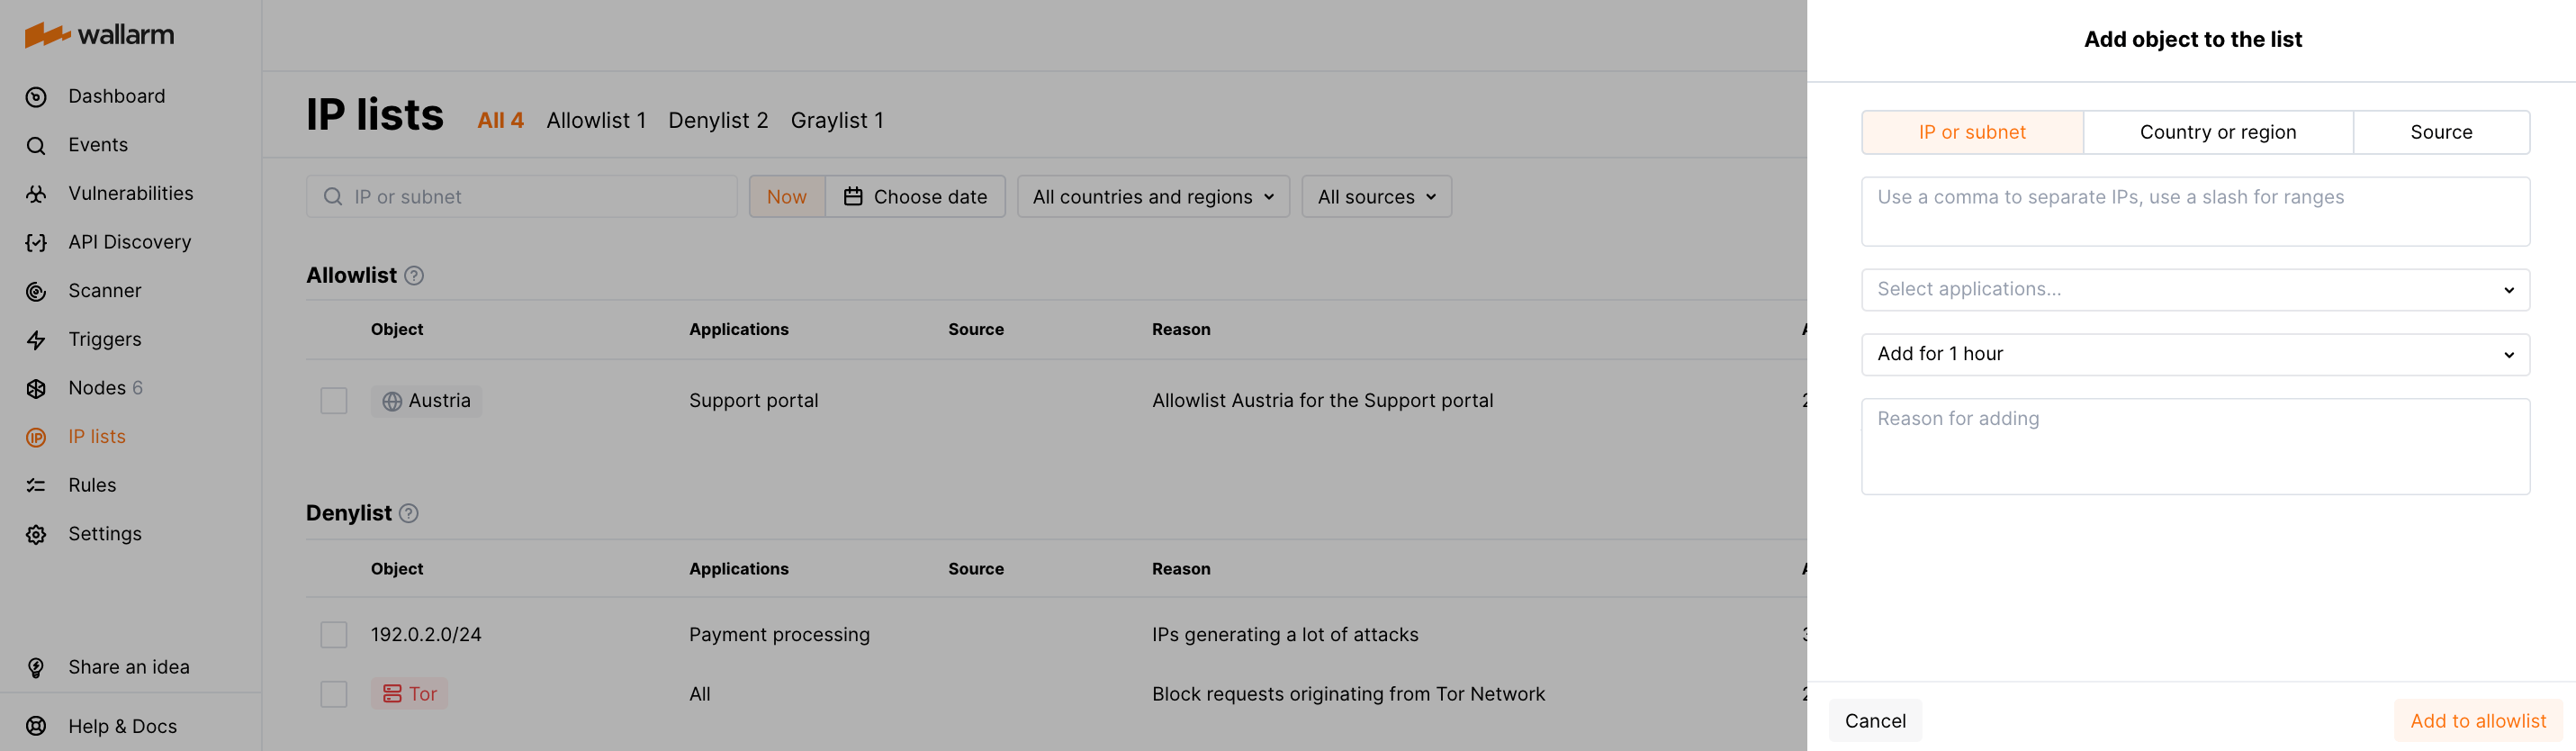 wallarm
Dashboard
Events
Vulnerabilities
API Discovery
Scanner
Triggers
Nodes 6
IP lists
Rules
Settings
Share an idea
Help & Docs
IP lists All 4 Allowlist 1 Denylist 2 Graylist 1
IP or subnet Now Choose date All countries and regions All sources
Allowlist ?
Object Applications Source Reason
Austria Support portal Allowlist Austria for the Support portal
Denylist ?
Object Applications Source Reason
192.0.2.0/24 Payment processing IPs generating a lot of attacks
Tor All Block requests originating from Tor Network
Add object to the list
IP or subnet Country or region Source
Use a comma to separate IPs, use a slash for ranges
Select applications...
Add for 1 hour
Reason for adding
Cancel Add to allowlist